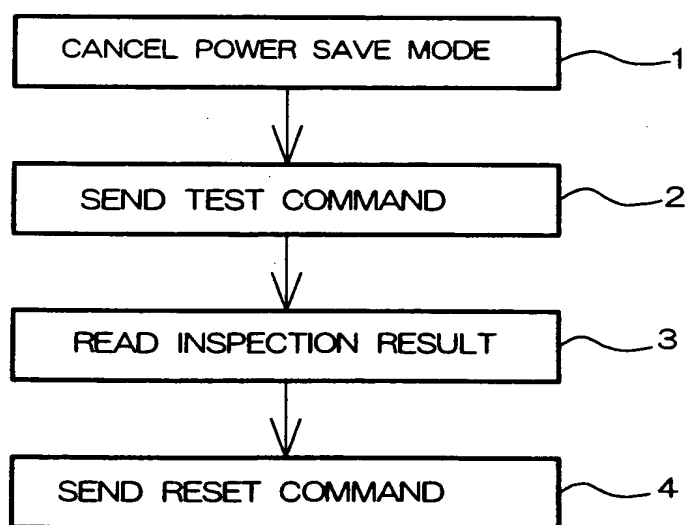 CANCEL POWER SAVE MODE
1
SEND TEST COMMAND
2
READ INSPECTION RESULT
3
SEND RESET COMMAND
4